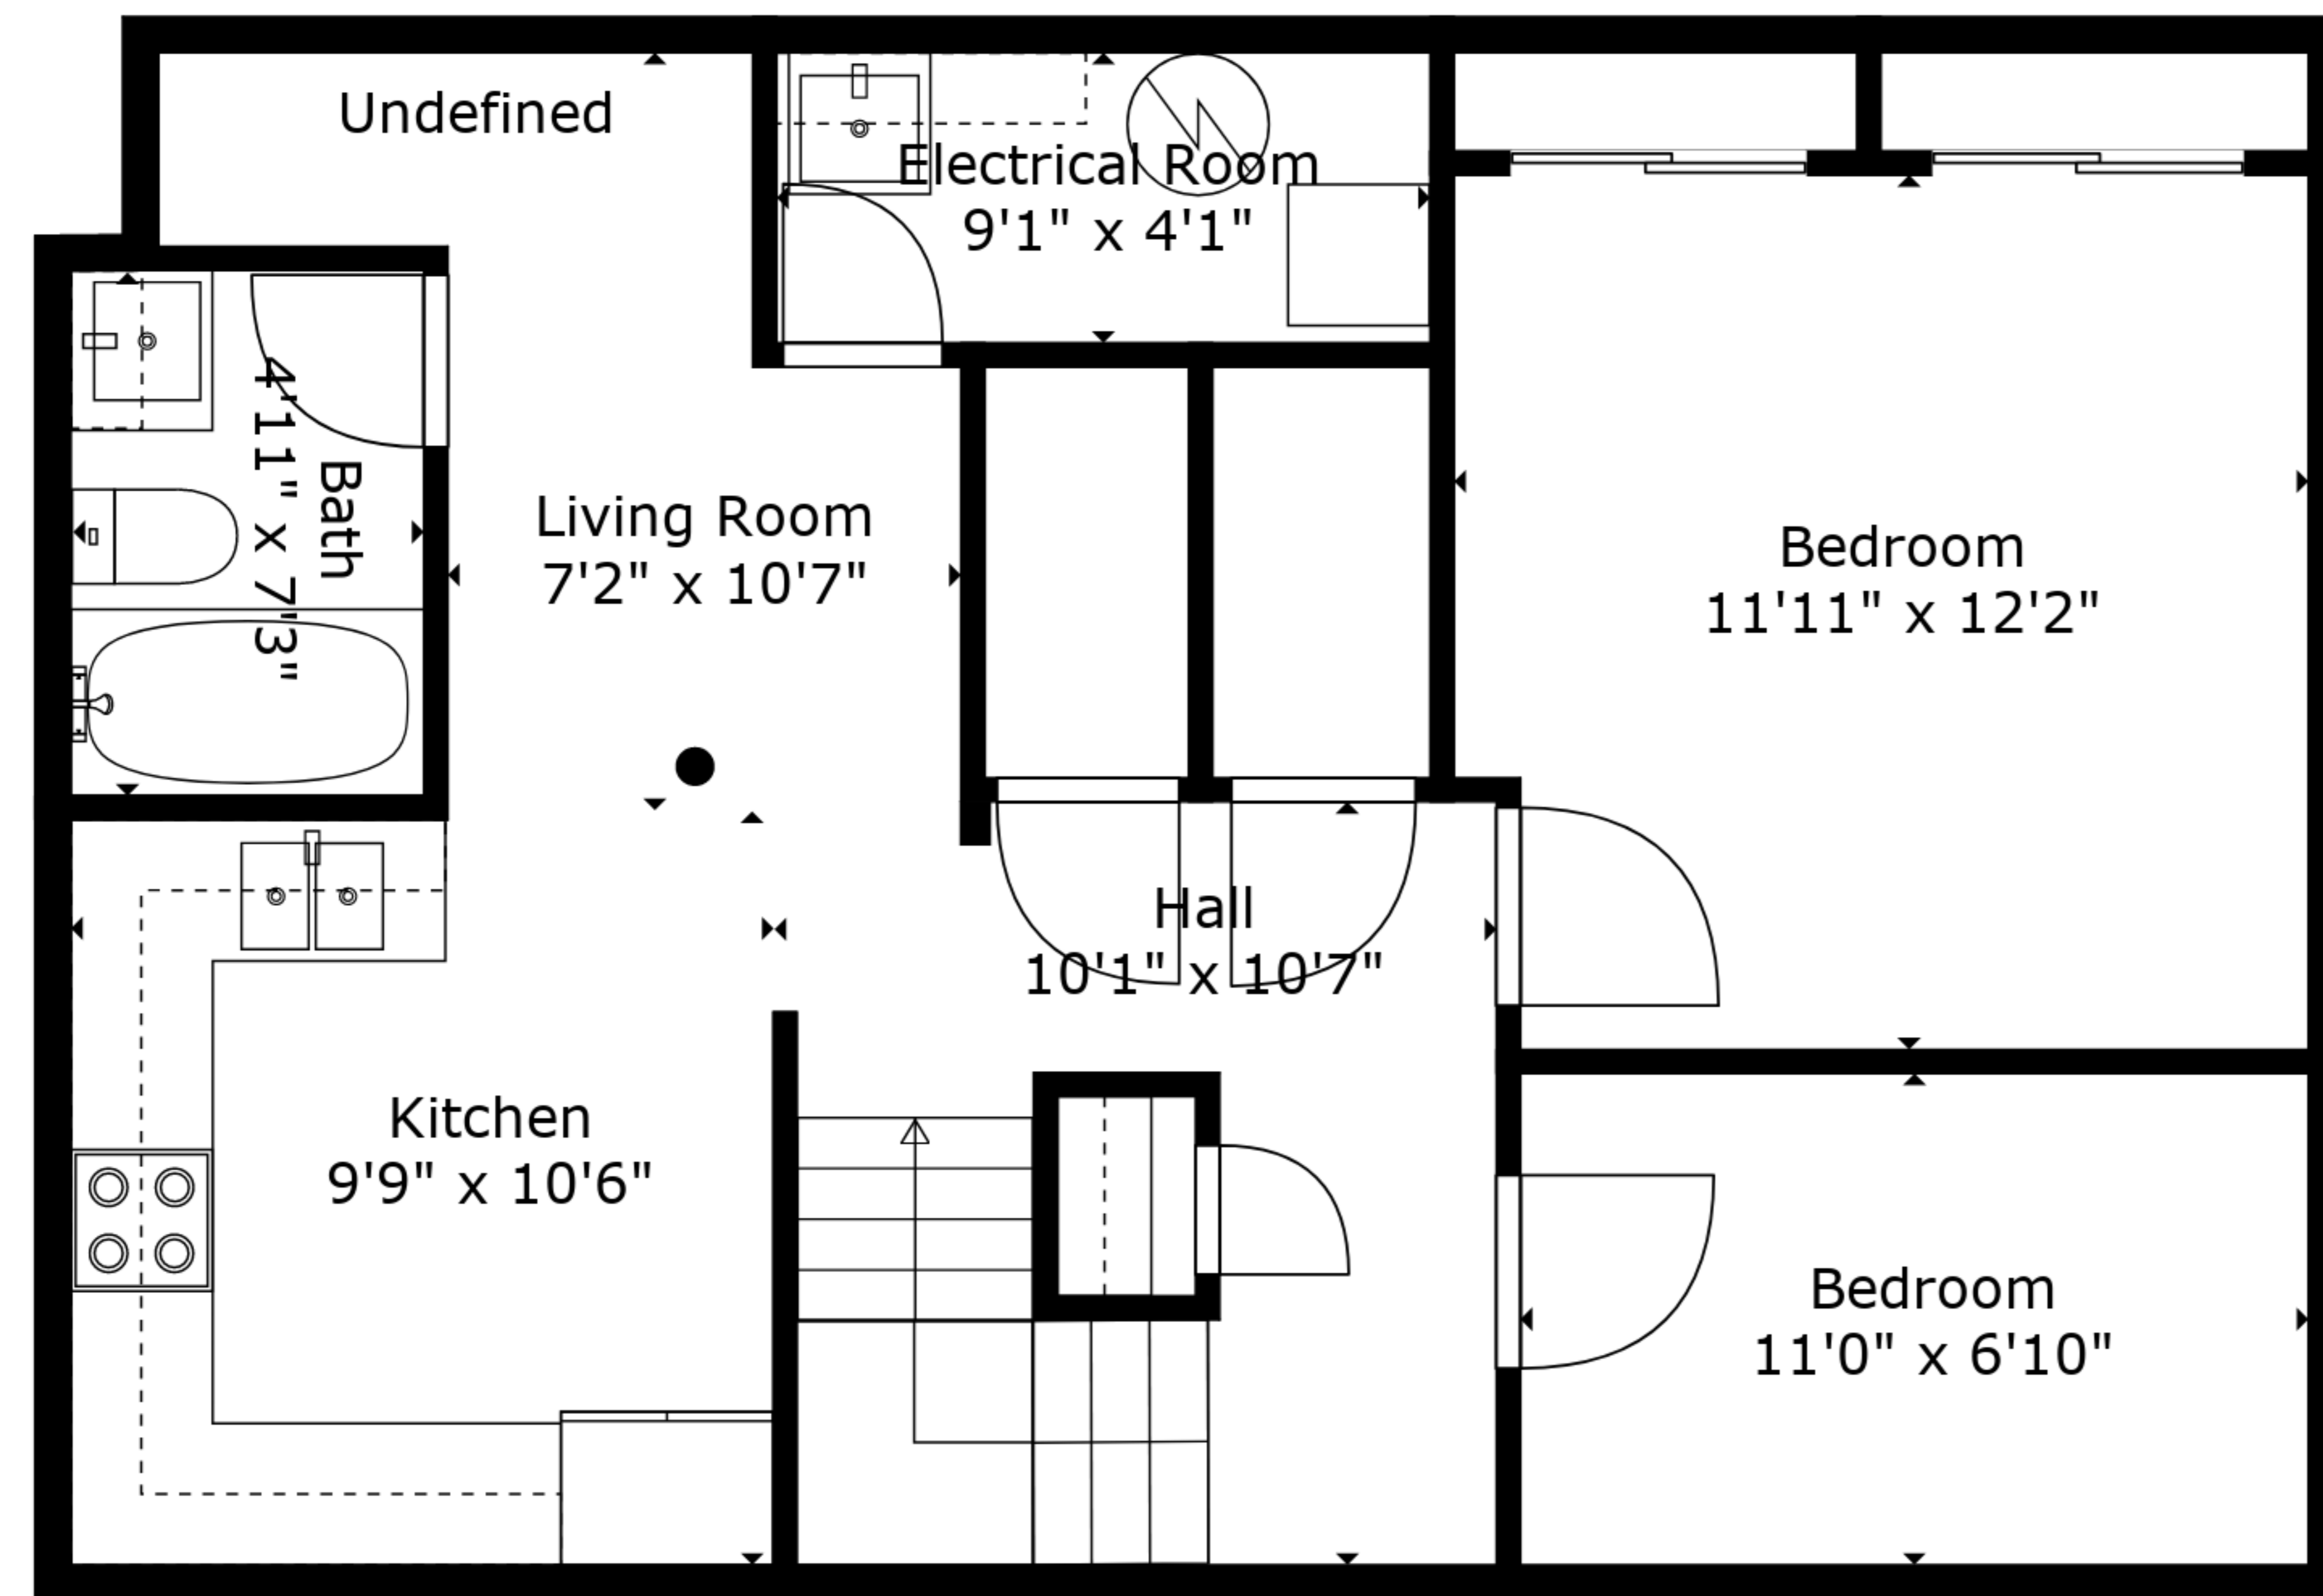 Undefined
Electrical Room
9'1" x 4'1"
Bath
4'11" x 7'3"
Living Room
7'2" x 10'7"
Bedroom
11'11" x 12'2"
Hall
10'1" x 10'7"
Kitchen
9'9" x 10'6"
Bedroom
11'0" x 6'10"